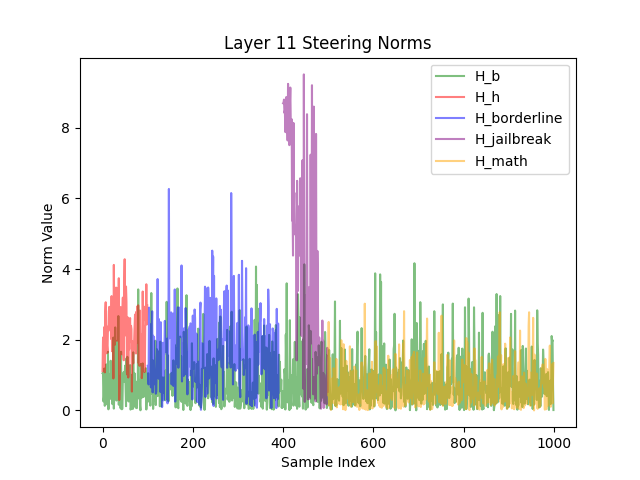 Layer 11 Steering Norms
H_b
H_h
H_borderline
H_jailbreak
H_math
Norm Value
8
6
4
2
0
0 200 400 600 800 1000
Sample Index